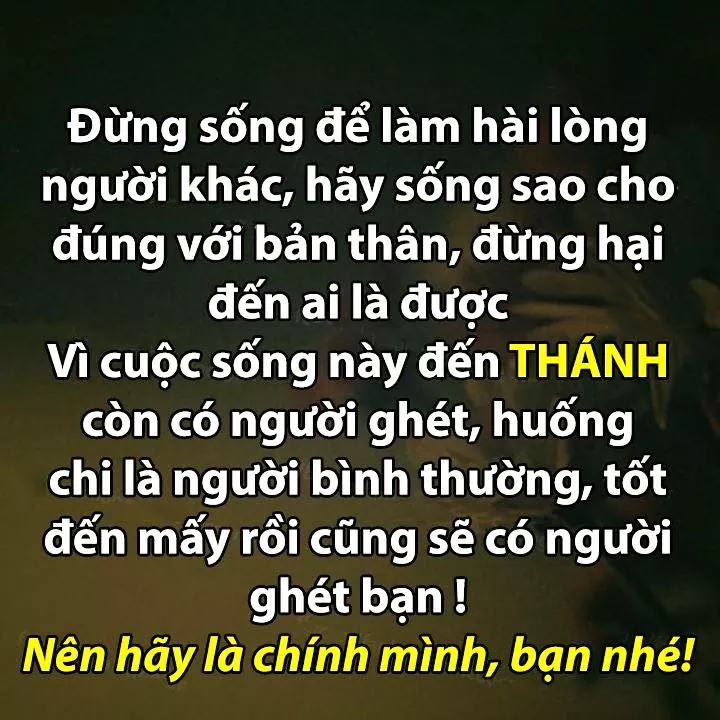 Đừng sống để làm hài lòng
người khác, hãy sống sao cho
đúng với bản thân, đừng hại
đến ai là được
Vì cuộc sống này đến THÁNH
còn có người ghét, huống
chi là người bình thường, tốt
đến mấy rồi cũng sẽ có người
ghét bạn !
Nên hãy là chính mình, bạn nhé!